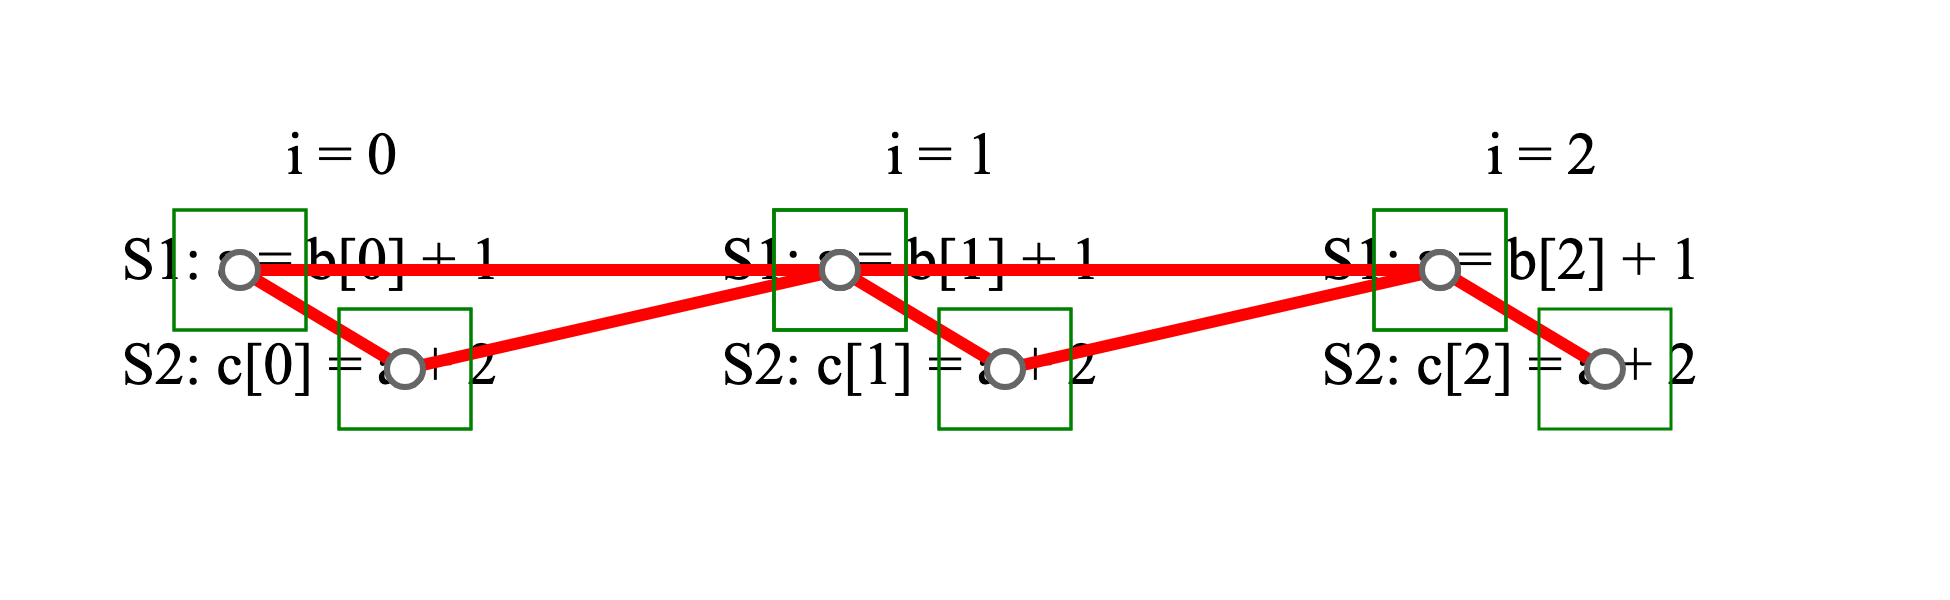 i = 0
i = 1
i = 2
S1: a = b[0] + 1
S1: a = b[1] + 1
S1: a = b[2] + 1
S2: c[0] = a + 2
S2: c[1] = a + 2
S2: c[2] = a + 2